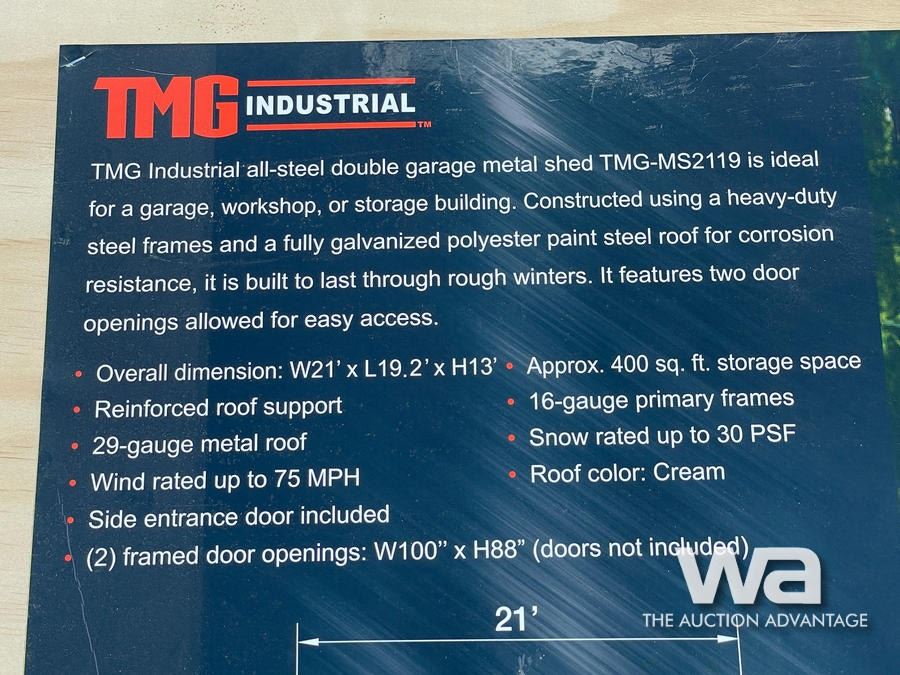 TMG INDUSTRIAL™
TMG Industrial all-steel double garage metal shed TMG-MS2119 is ideal
for a garage, workshop, or storage building. Constructed using a heavy-duty
steel frames and a fully galvanized polyester paint steel roof for corrosion
resistance, it is built to last through rough winters. It features two door
openings allowed for easy access.
• Overall dimension: W21' x L19.2' x H13'
• Reinforced roof support
• 29-gauge metal roof
• Wind rated up to 75 MPH
• Side entrance door included
• (2) framed door openings: W100’’ x H88” (doors not included)
• Approx. 400 sq. ft. storage space
• 16-gauge primary frames
• Snow rated up to 30 PSF
• Roof color: Cream
21'
wa
THE AUCTION ADVANTAGE